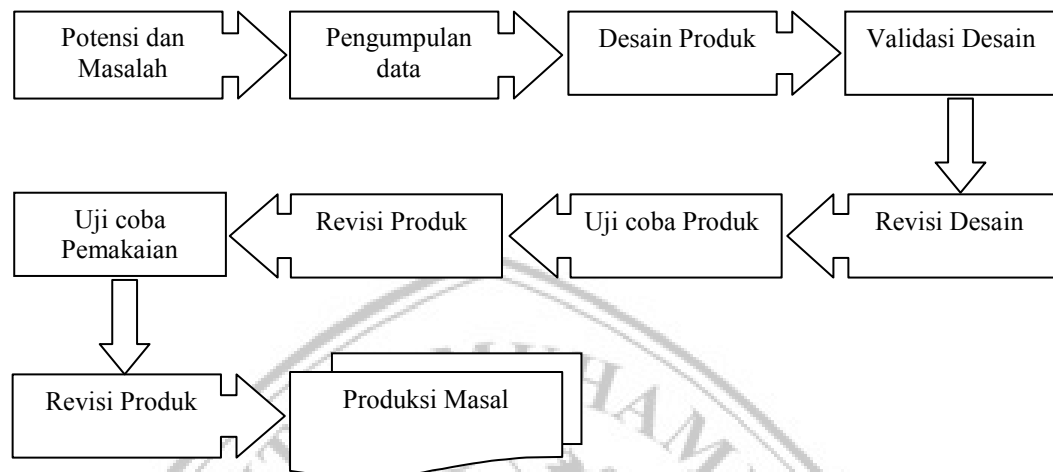 Potensi dan
Masalah
Pengumpulan
data
Desain Produk
Validasi Desain
Revisi Desain
Uji coba Produk
Revisi Produk
Uji coba
Pemakaian
Revisi Produk
Produksi Masal